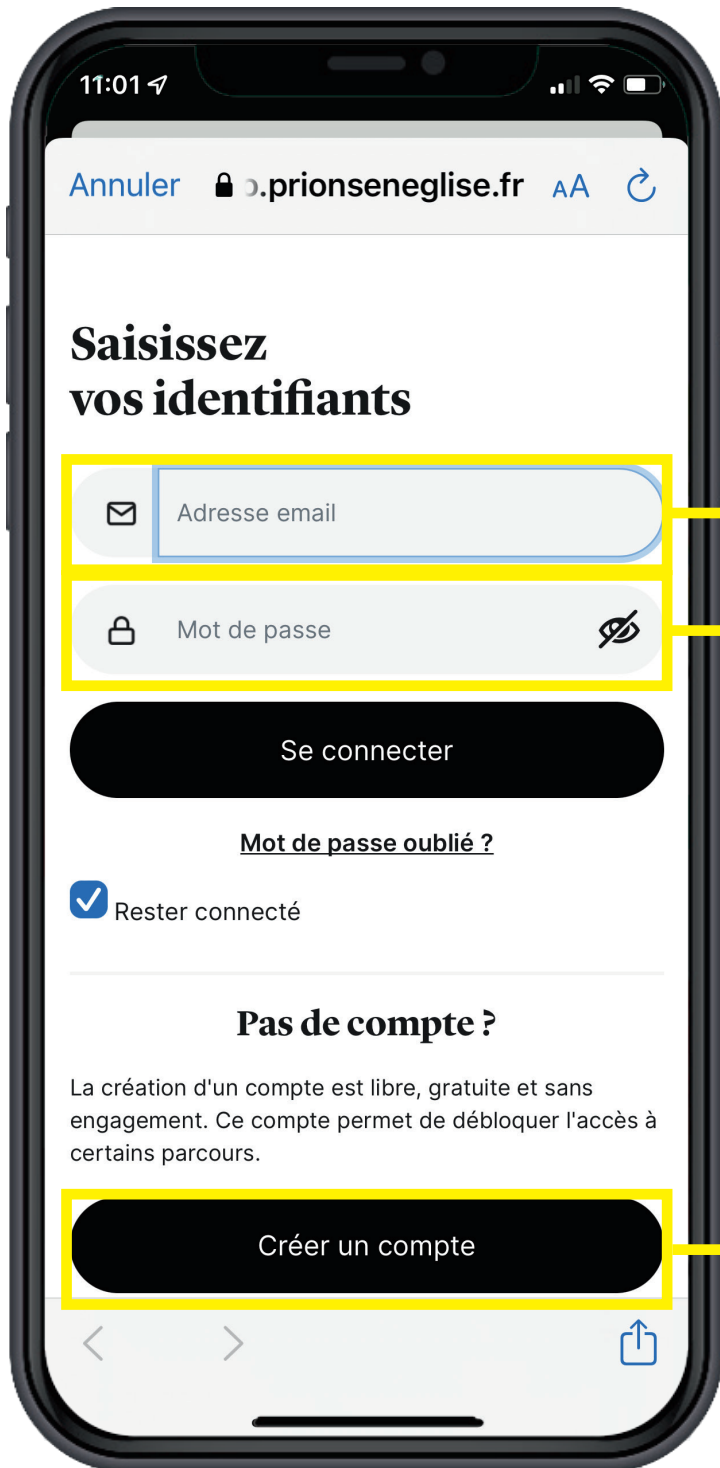 11:01
Annuler .prionseneglise.fr AA
Saisissez
vos identifiants
Adresse email
Mot de passe
Se connecter
Mot de passe oublié ?
Rester connecté
Pas de compte ?
La création d'un compte est libre, gratuite et sans
engagement. Ce compte permet de débloquer l'accès à
certains parcours.
Créer un compte